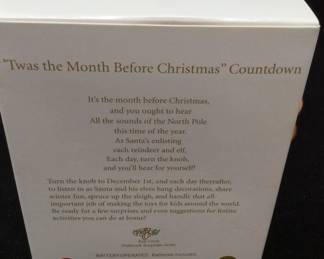 "Twas the Month Before Christmas" Countdown
It's the month before Christmas,
and you ought to hear
All the sounds of the North Pole
this time of the year.
As Santa's enlisting
each reindeer and elf,
Each day, turn the knob,
and you'll hear for yourself!
Turn the knob to December 1st, and each day thereafter,
to listen in as Santa and his elves hang decorations, share
winter fun, spruce up the sleigh, and handle that all
important job of making the toys for kids around the world.
Be ready for a few surprises and even suggestions for festive
activities you can do at home!
BATTERY-OPERATED Batteries included.